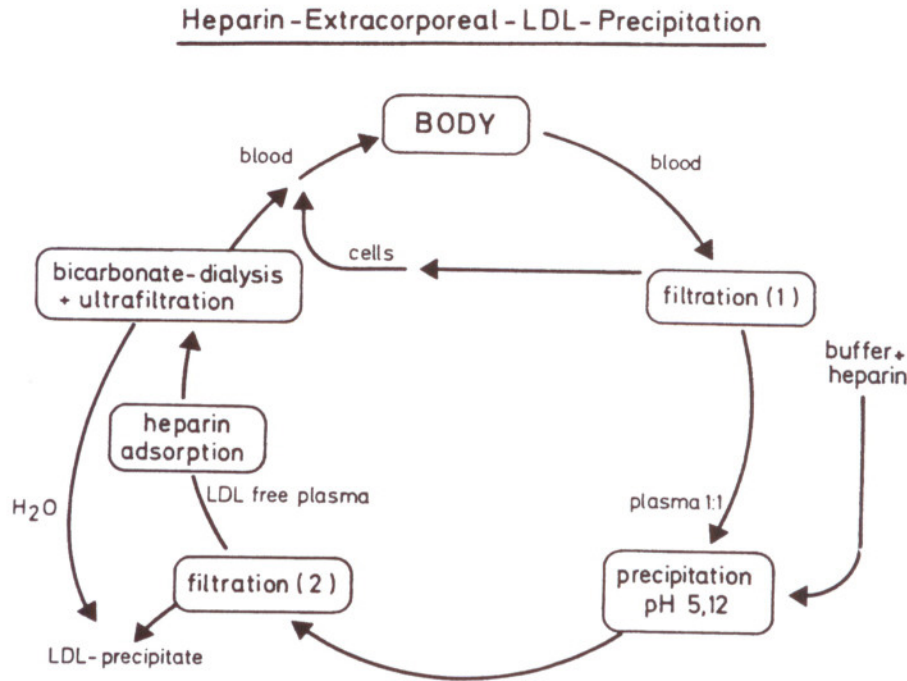 Heparin-Extracorporeal-LDL-Precipitation
BODY
blood
blood
cells
bicarbonate-dialysis
+ ultrafiltration
filtration (1)
buffer+
heparin
heparin
adsorption
LDL free plasma
H₂O
plasma 1:1
filtration (2)
precipitation
pH 5,12
LDL-precipitate